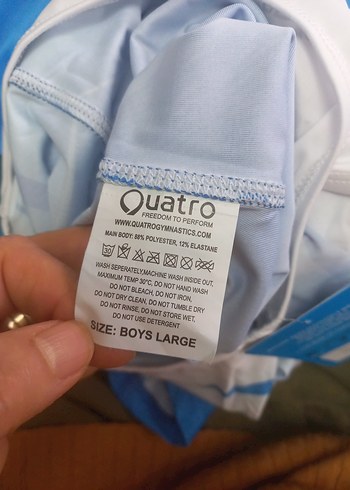 Quatro
FREEDOM TO PERFORM
WWW.QUATROGYMNASTICS.COM
MAIN BODY: 88% POLYESTER, 12% ELASTANE
30
WASH SEPERATELY,MACHINE WASH INSIDE OUT,
MAXIMUM TEMP 30°C, DO NOT HAND WASH
DO NOT BLEACH, DO NOT IRON,
DO NOT DRY CLEAN, DO NOT TUMBLE DRY
DO NOT RINSE, DO NOT STORE WET,
DO NOT USE DETERGENT
SIZE: BOYS LARGE